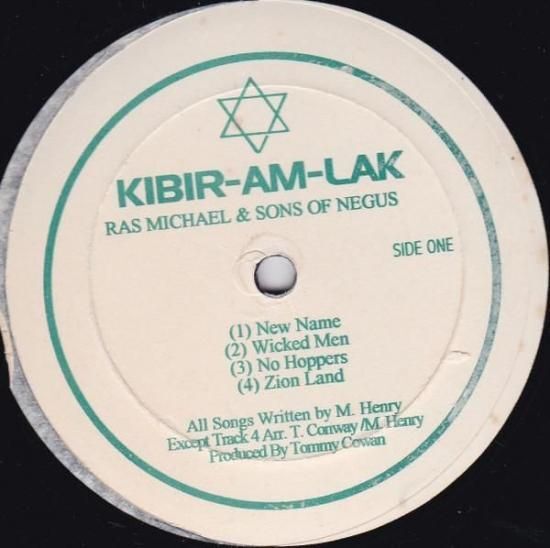 KIBIR-AM-LAK
RAS MICHAEL & SONS OF NEGUS
SIDE ONE
(1) New Name
(2) Wicked Men
(3) No Hoppers
(4) Zion Land
All Songs Written by M. Henry
Except Track 4 Arr. T. Conway /M. Henry
Produced By Tommy Cowan